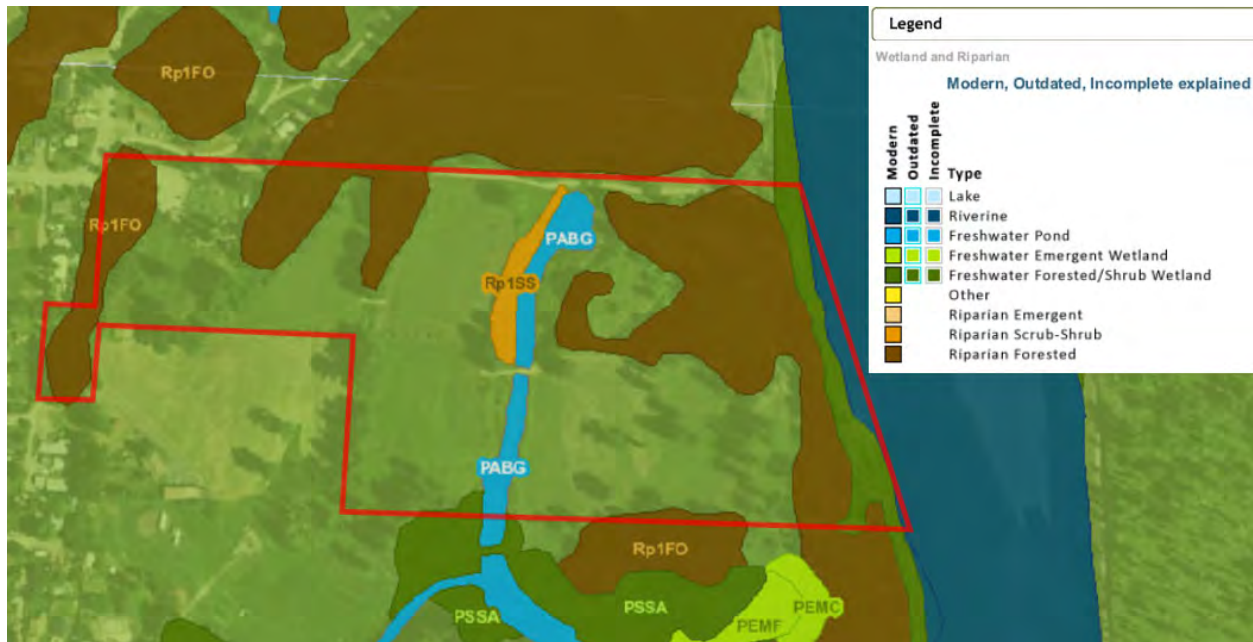 Legend
Wetland and Riparian
Modern, Outdated, Incomplete explained
Modern
Outdated
Incomplete
Type
Lake
Riverine
Freshwater Pond
Freshwater Emergent Wetland
Freshwater Forested/Shrub Wetland
Other
Riparian Emergent
Riparian Scrub-Shrub
Riparian Forested
Rp1FO
Rp1FO
PABG
Rp1SS
PABG
Rp1FO
PSSA
PSSA
PEMC
PEMF